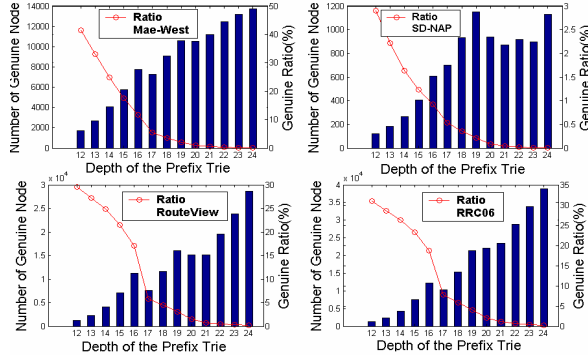 14000
12000
10000
8000
6000
4000
2000
0
Number of Genuine Node
Ratio
Mae-West
50
40
30
20
10
0
Genuine Ratio(%)
12 13 14 15 16 17 18 19 20 21 22 23 24
Depth of the Prefix Trie
1200
1000
800
600
400
200
0
Number of Genuine Node
Ratio
SD-NAP
3
2.5
2
1.5
1
0.5
0
Genuine Ratio(%)
12 13 14 15 16 17 18 19 20 21 22 23 24
Depth of the Prefix Trie
x 10^4
3
2.5
2
1.5
1
0.5
0
Number of Genuine Node
Ratio
RouteView
30
25
20
15
10
5
0
Genuine Ratio(%)
12 13 14 15 16 17 18 19 20 21 22 23 24
Depth of the Prefix Trie
x 10^4
4
3.5
3
2.5
2
1.5
1
0.5
0
Number of Genuine Node
Ratio
RRC06
35
30
25
20
15
10
5
0
Genuine Ratio(%)
12 13 14 15 16 17 18 19 20 21 22 23 24
Depth of the Prefix Trie